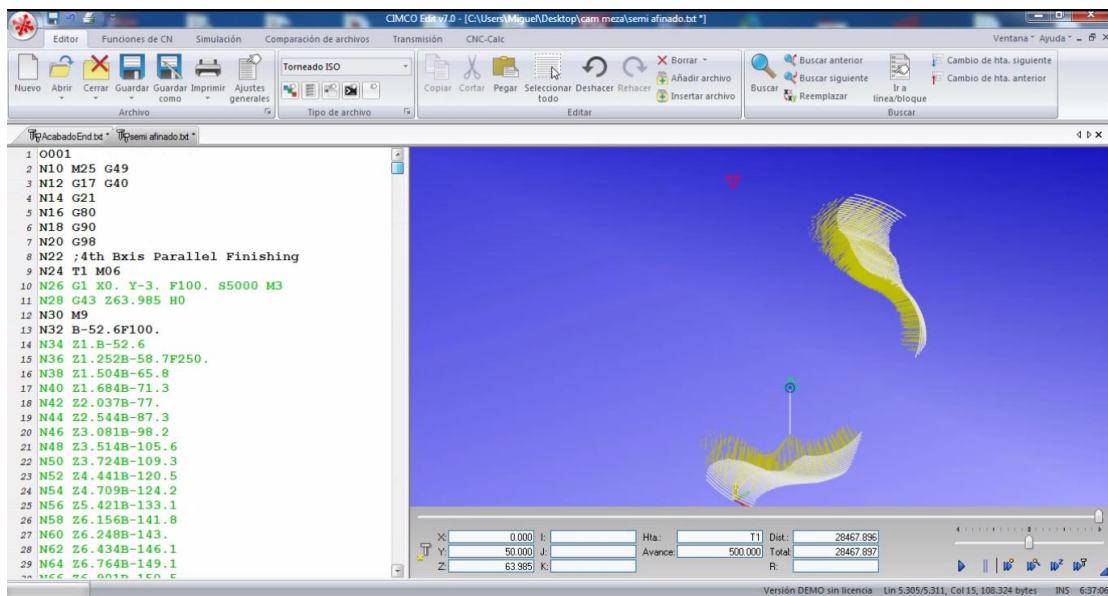 CIMCO Edit v7.0 - [C:\Users\Miguel\Desktop\cam meza\semi afinado.txt *]
Editor Funciones de CN Simulación Comparación de archivos Transmisión CNC-Calc Ventana Ayuda
Nuevo Abrir Cerrar Guardar Guardar como Imprimir Ajustes generales
Archivo
Torneado ISO
Tipo de archivo
Copiar Cortar Pegar Seleccionar todo Deshacer Rehacer
Borrar
Añadir archivo
Insertar archivo
Editar
Buscar
Buscar anterior
Buscar siguiente
Reemplazar
Ir a línea/bloque
Cambio de hta. siguiente
Cambio de hta. anterior
Buscar
AcabadoEnd.txt * semi afinado.txt *
1 O001
2 N10 M25 G49
3 N12 G17 G40
4 N14 G21
5 N16 G80
6 N18 G90
7 N20 G98
8 N22 ;4th Bxis Parallel Finishing
9 N24 T1 M06
10 N26 G1 X0. Y-3. F100. S5000 M3
11 N28 G43 Z63.985 H0
12 N30 M9
13 N32 B-52.6F100.
14 N34 Z1.B-52.6
15 N36 Z1.252B-58.7F250.
16 N38 Z1.504B-65.8
17 N40 Z1.684B-71.3
18 N42 Z2.037B-77.
19 N44 Z2.544B-87.3
20 N46 Z3.081B-98.2
21 N48 Z3.514B-105.6
22 N50 Z3.724B-109.3
23 N52 Z4.441B-120.5
24 N54 Z4.709B-124.2
25 N56 Z5.421B-133.1
26 N58 Z6.156B-141.8
27 N60 Z6.248B-143.
28 N62 Z6.434B-146.1
29 N64 Z6.764B-149.1
X: 0.000 I: Hta.: T1 Dist.: 28467.896
Y: 50.000 J: Avance: 500.000 Total: 28467.897
Z: 63.985 K: R:
Versión DEMO sin licencia Lin 5.305/5.311, Col 15, 108.324 bytes INS 6:37:06